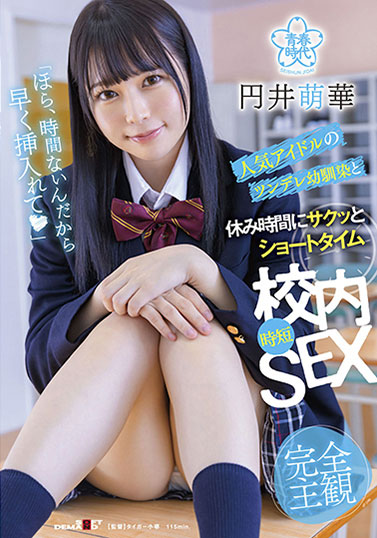 青春
時代
SEISHUN JIDAI
円井萌華
「ほら、時間ないんだから
早く挿入れて」
人気アイドルの
ツンデレ幼馴染と
休み時間にサクッと
ショートタイム
校内
時短
SEX
完全
主観
【監督】タイガー小堺 115min.